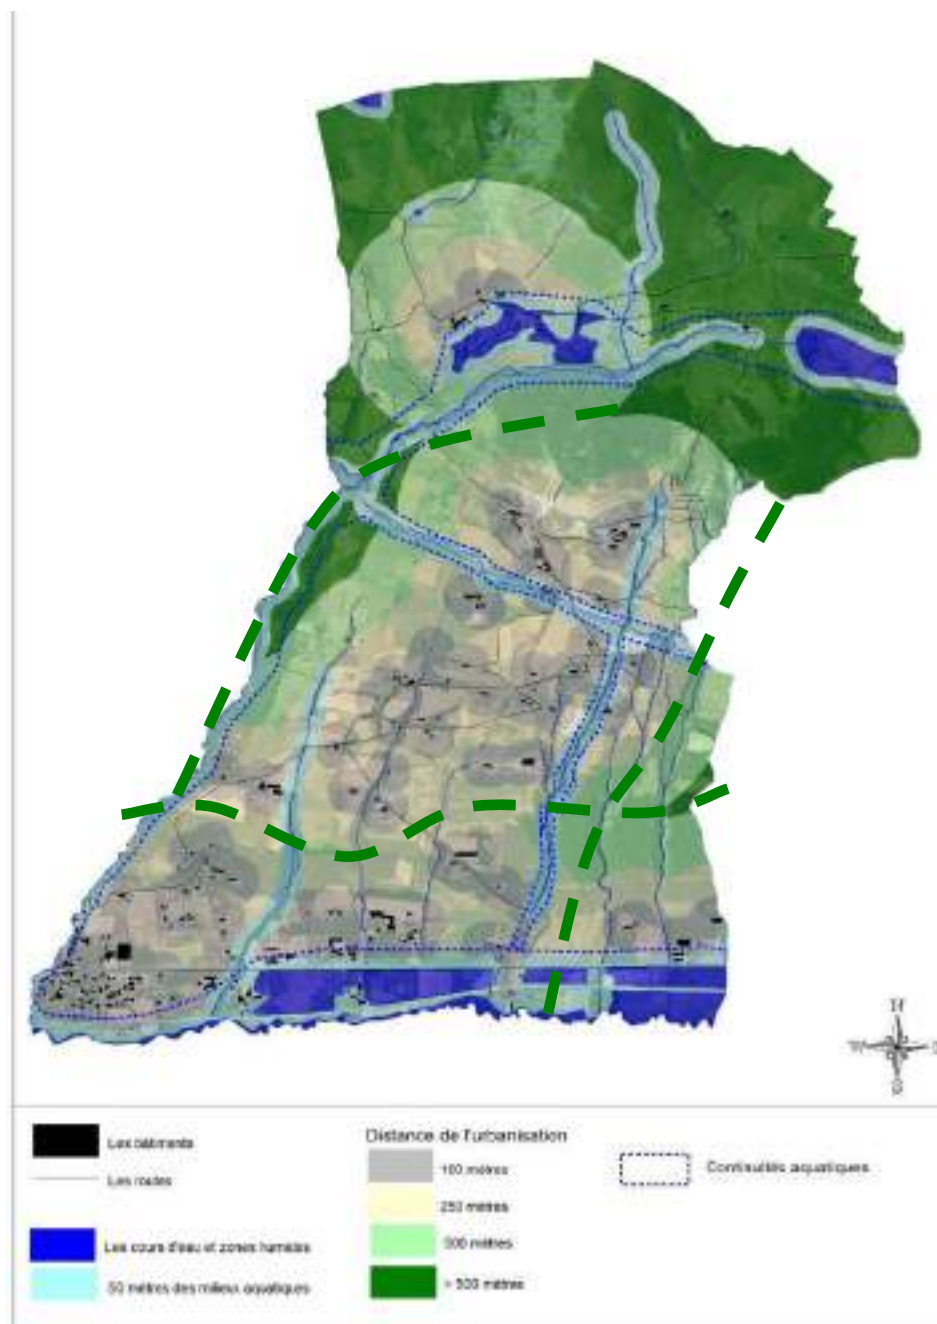 N
S
Les bâtiments
Les routes
Les cours d'eau et zones humides
50 mètres des milieux aquatiques
Distance de l'urbanisation
100 mètres
250 mètres
500 mètres
> 500 mètres
Continuités aquatiques